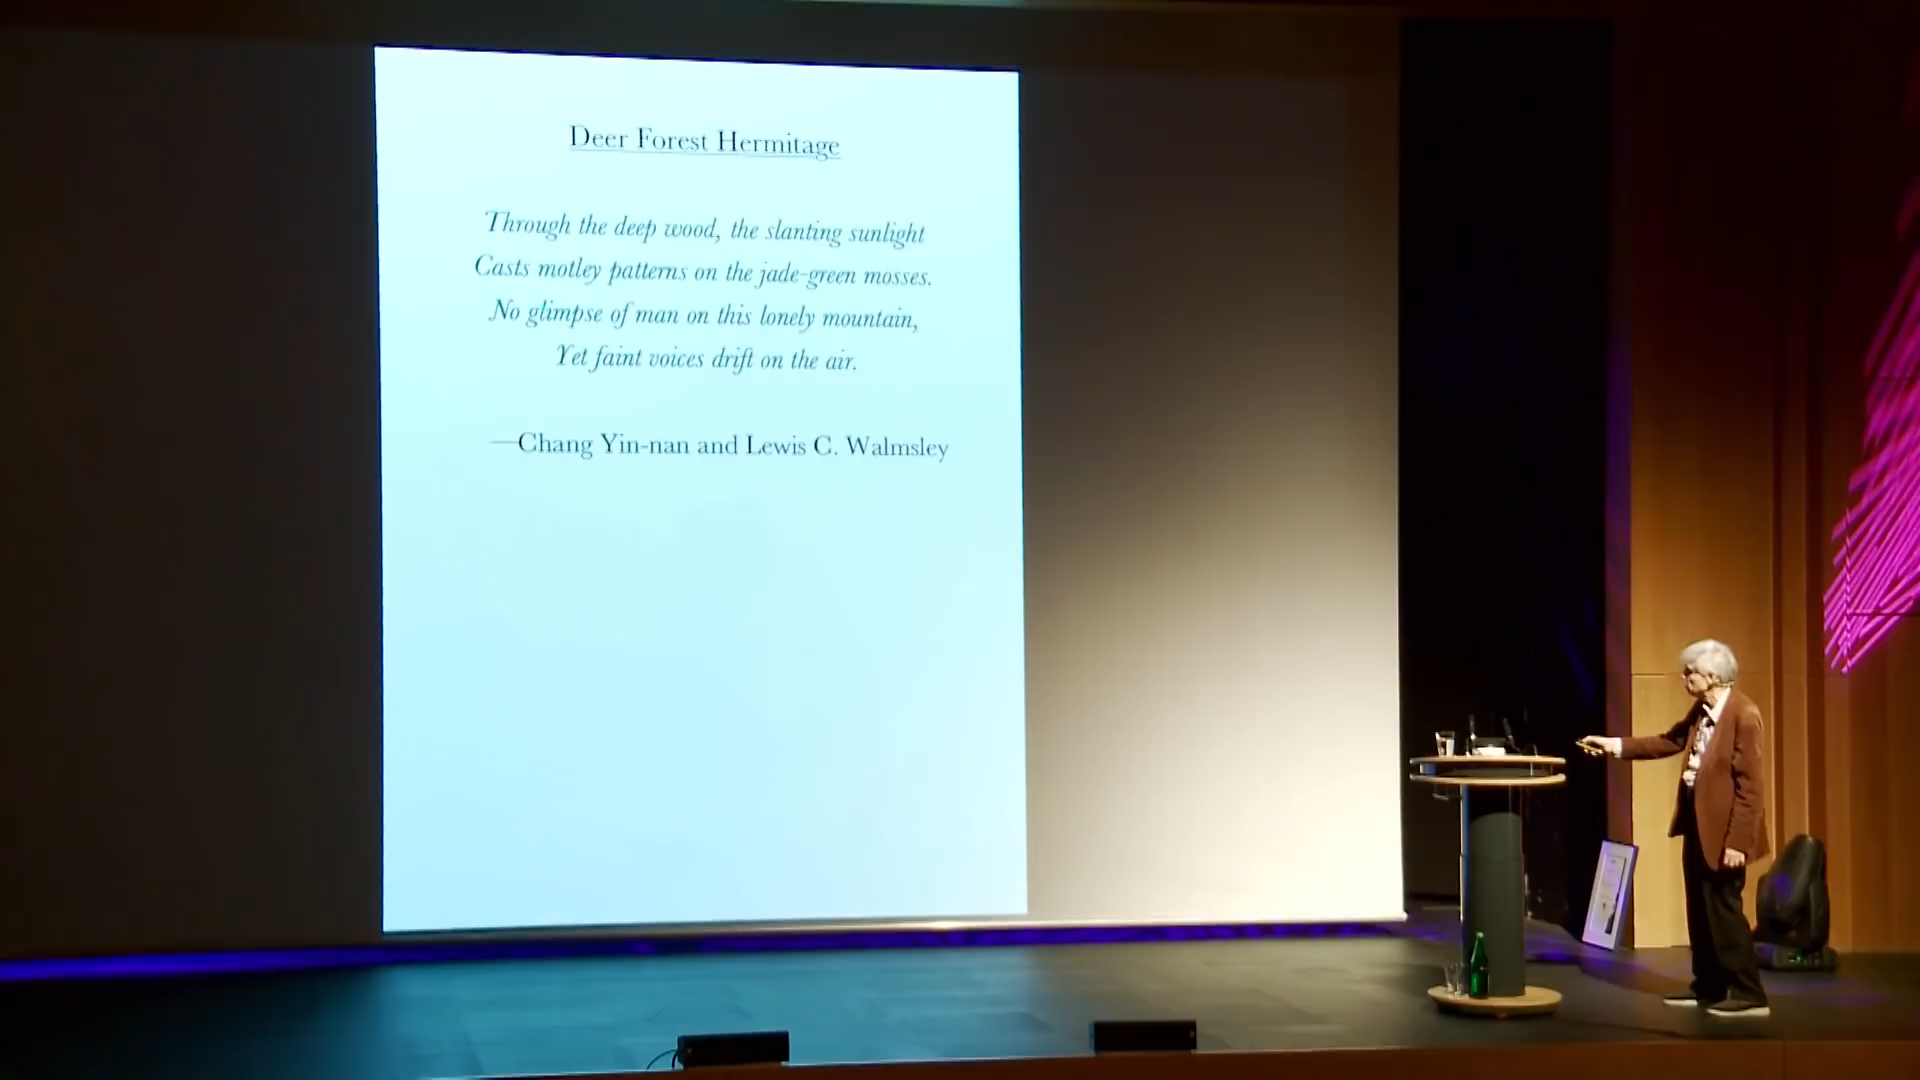 Deer Forest Hermitage
Through the deep wood, the slanting sunlight
Casts motley patterns on the jade-green mosses.
No glimpse of man on this lonely mountain,
Yet faint voices drift on the air.
—Chang Yin-nan and Lewis C. Walmsley